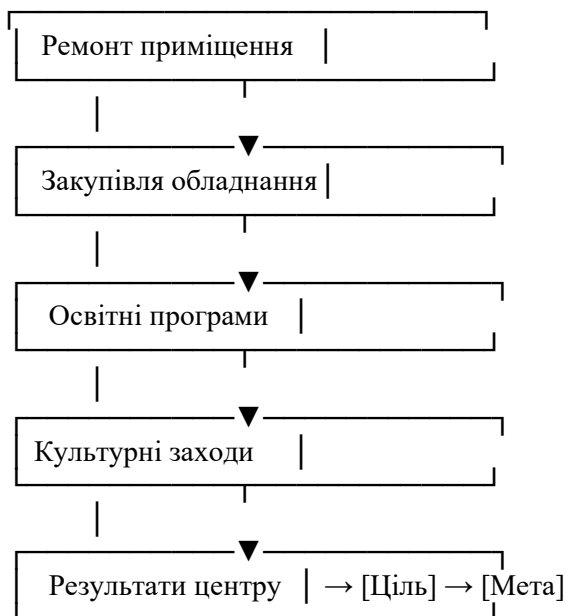 Ремонт приміщення
Закупівля обладнання
Освітні програми
Культурні заходи
Результати центру → [Ціль] → [Мета]